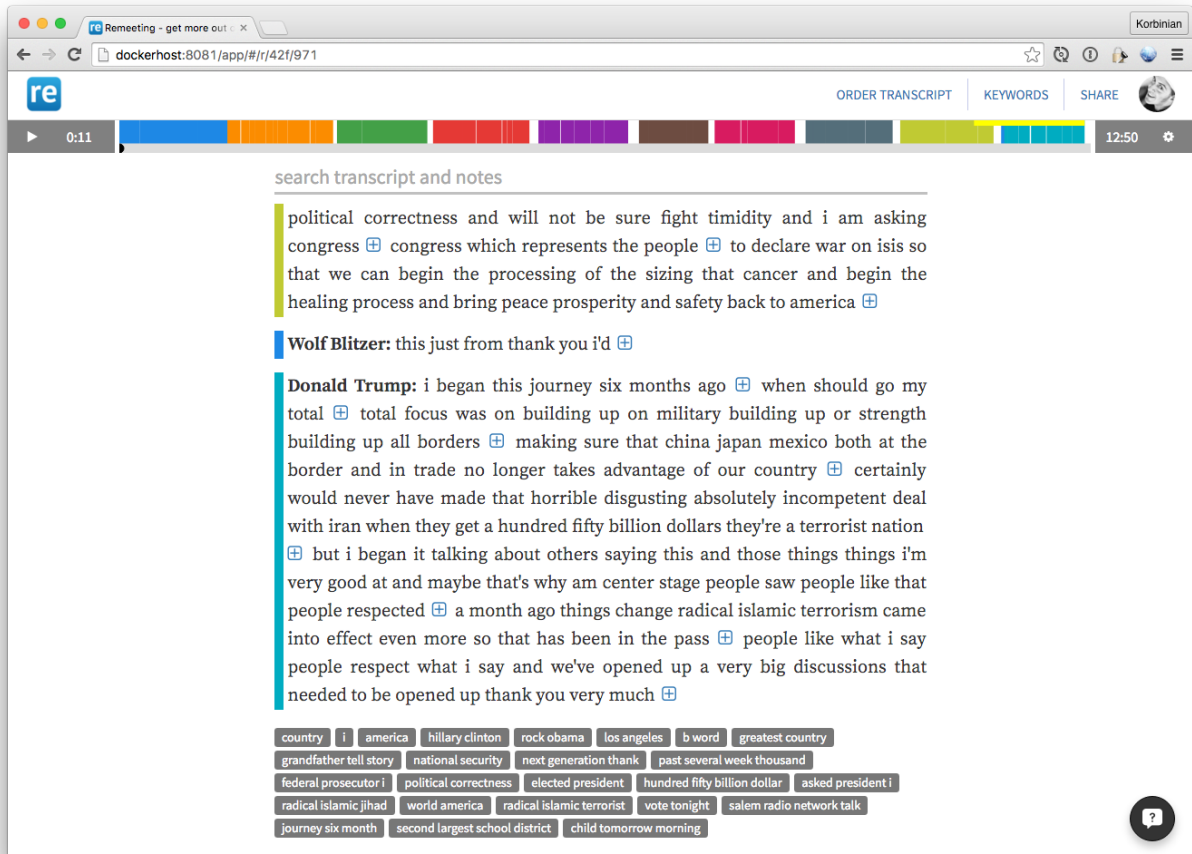 Remeeting - get more out o
Korbinian
dockerhost:8081/app/#/r/42f/971
re
ORDER TRANSCRIPT KEYWORDS SHARE
0:11 12:50
search transcript and notes
political correctness and will not be sure fight timidity and i am asking
congress congress which represents the people to declare war on isis so
that we can begin the processing of the sizing that cancer and begin the
healing process and bring peace prosperity and safety back to america
Wolf Blitzer: this just from thank you i'd
Donald Trump: i began this journey six months ago when should go my
total total focus was on building up on military building up or strength
building up all borders making sure that china japan mexico both at the
border and in trade no longer takes advantage of our country certainly
would never have made that horrible disgusting absolutely incompetent deal
with iran when they get a hundred fifty billion dollars they're a terrorist nation
but i began it talking about others saying this and those things things i'm
very good at and maybe that's why am center stage people saw people like that
people respected a month ago things change radical islamic terrorism came
into effect even more so that has been in the pass people like what i say
people respect what i say and we've opened up a very big discussions that
needed to be opened up thank you very much
country i america hillary clinton rock obama los angeles b word greatest country
grandfather tell story national security next generation thank past several week thousand
federal prosecutor i political correctness elected president hundred fifty billion dollar asked president i
radical islamic jihad world america radical islamic terrorist vote tonight salem radio network talk
journey six month second largest school district child tomorrow morning